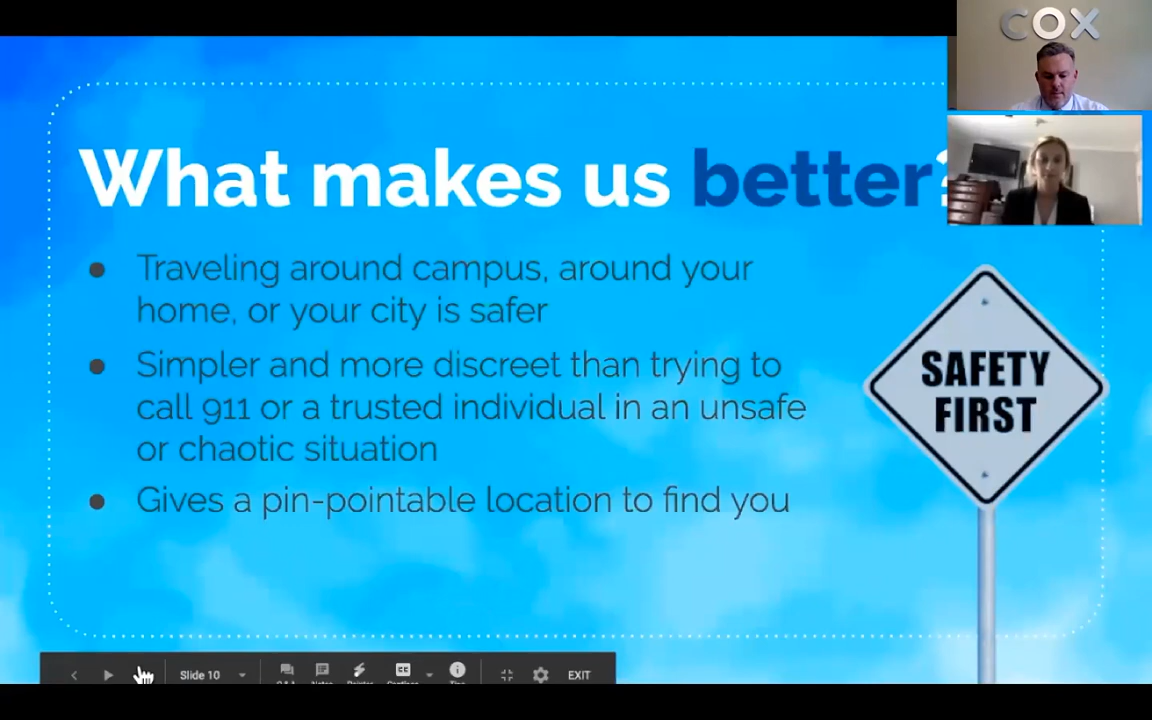 COX
What makes us better?
● Traveling around campus, around your
home, or your city is safer
● Simpler and more discreet than trying to
call 911 or a trusted individual in an unsafe
or chaotic situation
● Gives a pin-pointable location to find you
SAFETY
FIRST
Slide 10
EXIT